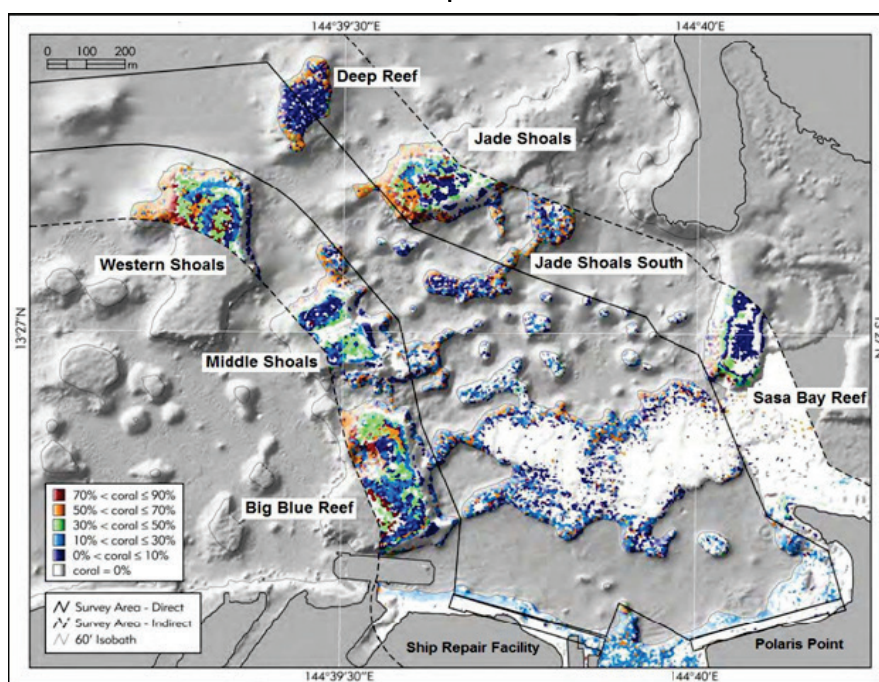 144°39'30"E
144°40'E
0 100 200
m
Deep Reef
Jade Shoals
Western Shoals
Jade Shoals South
13°27'N
13°27'N
Middle Shoals
Sasa Bay Reef
Big Blue Reef
70% < coral ≤ 90%
50% < coral ≤ 70%
30% < coral ≤ 50%
10% < coral ≤ 30%
0% < coral ≤ 10%
coral = 0%
Survey Area - Direct
Survey Area - Indirect
60' Isobath
Ship Repair Facility
Polaris Point
144°39'30"E
144°40'E